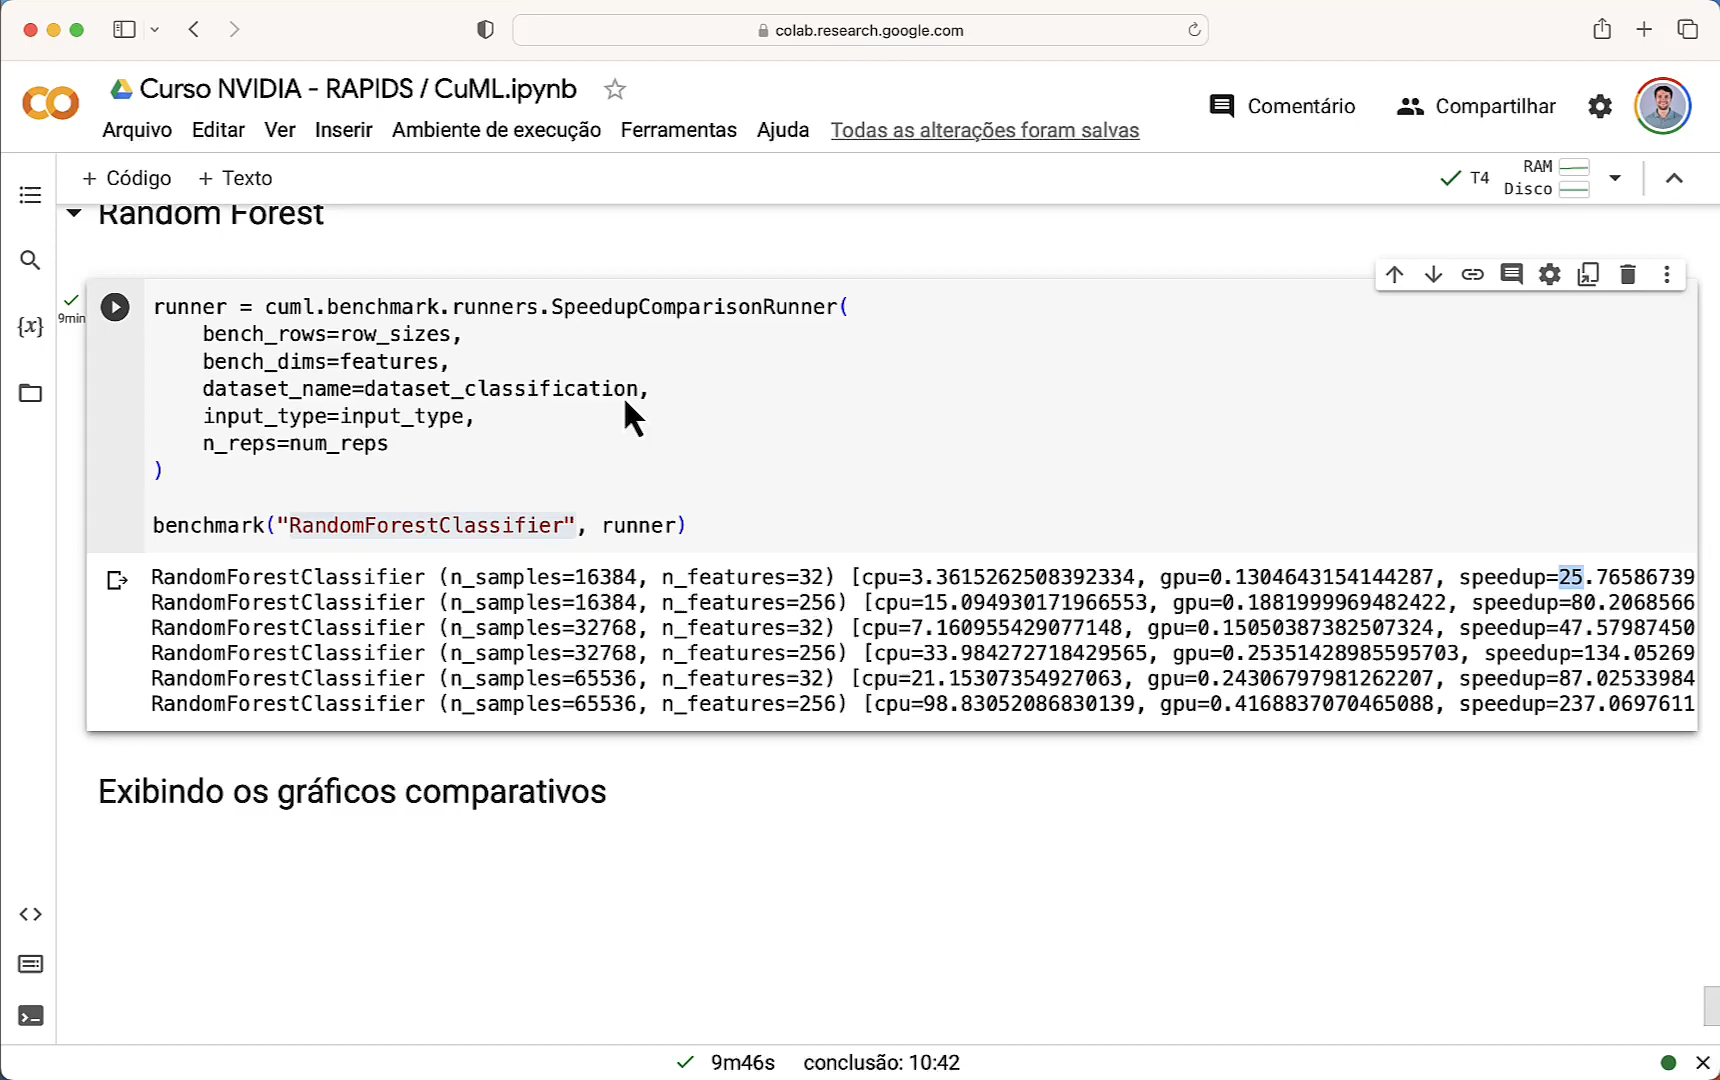 colab.research.google.com
Curso NVIDIA - RAPIDS / CuML.ipynb
Comentário
Compartilhar
Arquivo Editar Ver Inserir Ambiente de execução Ferramentas Ajuda Todas as alterações foram salvas
+ Código + Texto
T4
RAM
Disco
Random Forest
9min
{x}
runner = cuml.benchmark.runners.SpeedupComparisonRunner(
bench_rows=row_sizes,
bench_dims=features,
dataset_name=dataset_classification,
input_type=input_type,
n_reps=num_reps
)
benchmark("RandomForestClassifier", runner)
RandomForestClassifier (n_samples=16384, n_features=32) [cpu=3.3615262508392334, gpu=0.1304643154144287, speedup=25.76586739
RandomForestClassifier (n_samples=16384, n_features=256) [cpu=15.094930171966553, gpu=0.1881999969482422, speedup=80.2068566
RandomForestClassifier (n_samples=32768, n_features=32) [cpu=7.160955429077148, gpu=0.15050387382507324, speedup=47.57987450
RandomForestClassifier (n_samples=32768, n_features=256) [cpu=33.984272718429565, gpu=0.25351428985595703, speedup=134.05269
RandomForestClassifier (n_samples=65536, n_features=32) [cpu=21.15307354927063, gpu=0.24306797981262207, speedup=87.02533984
RandomForestClassifier (n_samples=65536, n_features=256) [cpu=98.83052086830139, gpu=0.4168837070465088, speedup=237.0697611
Exibindo os gráficos comparativos
9m46s conclusão: 10:42